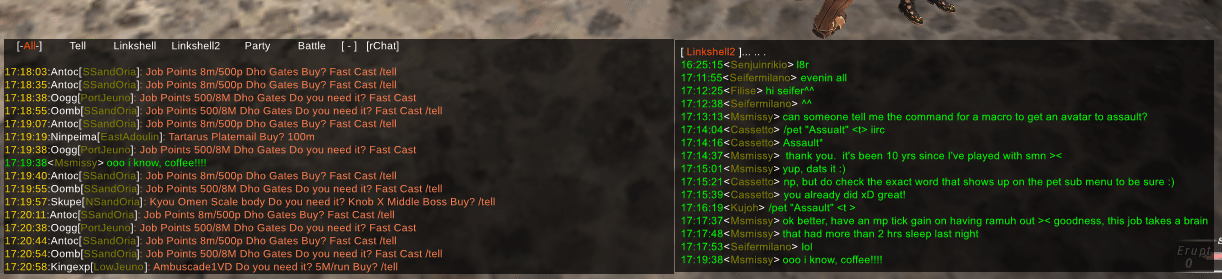 [-All-] Tell Linkshell Linkshell2 Party Battle [ - ] [rChat]
17:18:03:Antoc[SSandOria]: Job Points 8m/500p Dho Gates Buy? Fast Cast /tell
17:18:35:Antoc[SSandOria]: Job Points 8m/500p Dho Gates Buy? Fast Cast /tell
17:18:38:Oogg[PortJeuno]: Job Points 500/8M Dho Gates Do you need it? Fast Cast
17:18:55:Oomb[SSandOria]: Job Points 500/8M Dho Gates Do you need it? Fast Cast /tell
17:19:07:Antoc[SSandOria]: Job Points 8m/500p Dho Gates Buy? Fast Cast /tell
17:19:19:Ninpeima[EastAdoulin]: Tartarus Platemail Buy? 100m
17:19:38:Oogg[PortJeuno]: Job Points 500/8M Dho Gates Do you need it? Fast Cast
17:19:38<Msmissy> ooo i know, coffee!!!!
17:19:40:Antoc[SSandOria]: Job Points 8m/500p Dho Gates Buy? Fast Cast /tell
17:19:55:Oomb[SSandOria]: Job Points 500/8M Dho Gates Do you need it? Fast Cast /tell
17:19:57:Skupe[NSandOria]: Kyou Omen Scale body Do you need it? Knob X Middle Boss Buy? /tell
17:20:11:Antoc[SSandOria]: Job Points 8m/500p Dho Gates Buy? Fast Cast /tell
17:20:38:Oogg[PortJeuno]: Job Points 500/8M Dho Gates Do you need it? Fast Cast
17:20:44:Antoc[SSandOria]: Job Points 8m/500p Dho Gates Buy? Fast Cast /tell
17:20:54:Oomb[SSandOria]: Job Points 500/8M Dho Gates Do you need it? Fast Cast /tell
17:20:58:Kingexp[LowJeuno]: Ambuscade1VD Do you need it? 5M/run Buy? /tell
[ Linkshell2 ]... .. .
16:25:15<Senjuinrikio> l8r
17:11:55<Seifermilano> evenin all
17:12:25<Filise> hi seifer^^
17:12:38<Seifermilano> ^^
17:13:13<Msmissy> can someone tell me the command for a macro to get an avatar to assault?
17:14:04<Cassetto> /pet "Assualt" <t> iirc
17:14:16<Cassetto> Assault*
17:14:37<Msmissy> thank you. it's been 10 yrs since I've played with smn ><
17:15:01<Msmissy> yup, dats it :)
17:15:21<Cassetto> np, but do check the exact word that shows up on the pet sub menu to be sure :)
17:15:39<Cassetto> you already did xD great!
17:16:19<Kujoh> /pet "Assault" <t >
17:17:37<Msmissy> ok better, have an mp tick gain on having ramuh out >< goodness, this job takes a brain
17:17:48<Msmissy> that had more than 2 hrs sleep last night
17:17:53<Seifermilano> lol
17:19:38<Msmissy> ooo i know, coffee!!!!
Erupt
0